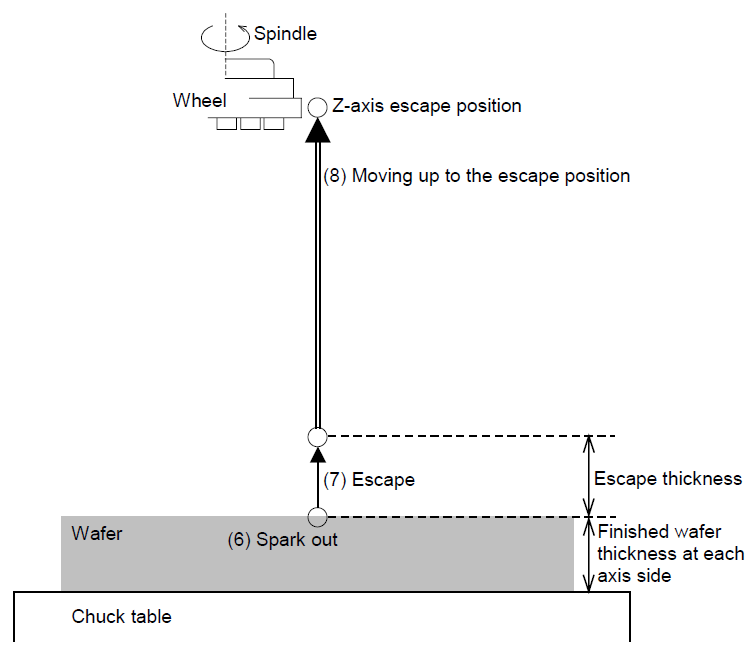 Spindle
Wheel
Z-axis escape position
(8) Moving up to the escape position
(7) Escape
Escape thickness
Wafer
(6) Spark out
Finished wafer
thickness at each
axis side
Chuck table